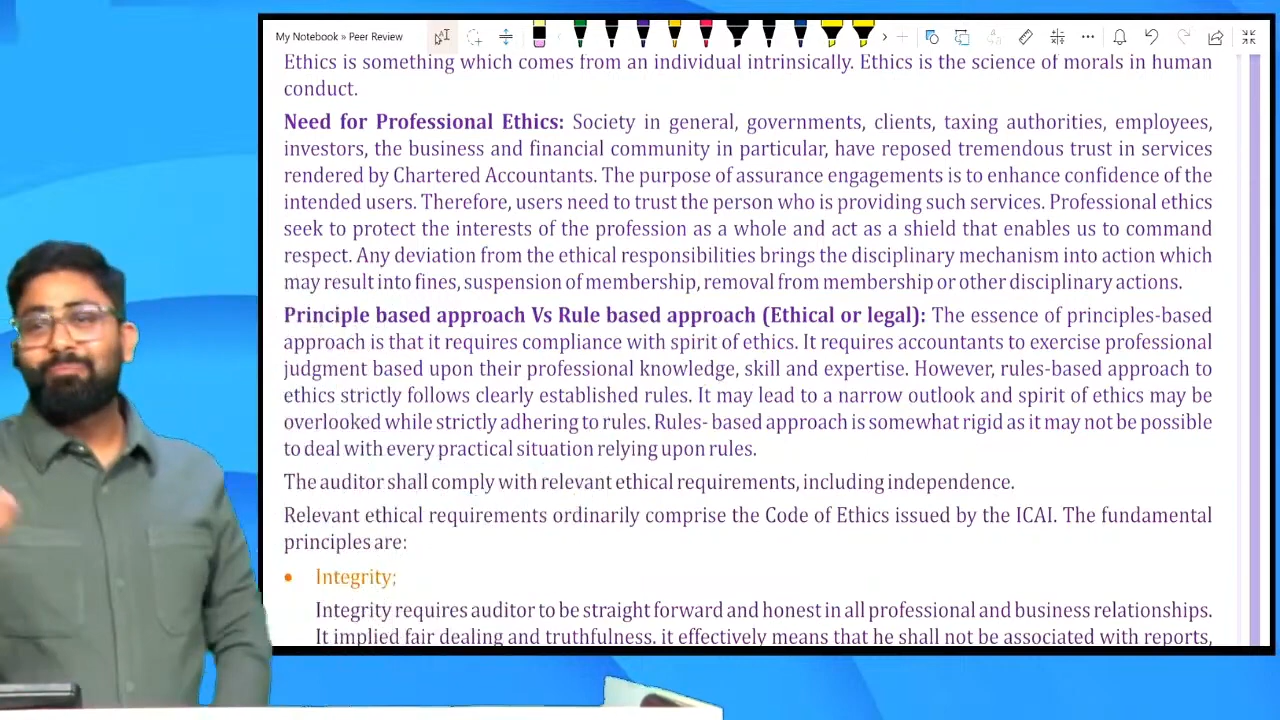 My Notebook » Peer Review
Ethics is something which comes from an individual intrinsically. Ethics is the science of morals in human
conduct.
Need for Professional Ethics: Society in general, governments, clients, taxing authorities, employees,
investors, the business and financial community in particular, have reposed tremendous trust in services
rendered by Chartered Accountants. The purpose of assurance engagements is to enhance confidence of the
intended users. Therefore, users need to trust the person who is providing such services. Professional ethics
seek to protect the interests of the profession as a whole and act as a shield that enables us to command
respect. Any deviation from the ethical responsibilities brings the disciplinary mechanism into action which
may result into fines, suspension of membership, removal from membership or other disciplinary actions.
Principle based approach Vs Rule based approach (Ethical or legal): The essence of principles-based
approach is that it requires compliance with spirit of ethics. It requires accountants to exercise professional
judgment based upon their professional knowledge, skill and expertise. However, rules-based approach to
ethics strictly follows clearly established rules. It may lead to a narrow outlook and spirit of ethics may be
overlooked while strictly adhering to rules. Rules- based approach is somewhat rigid as it may not be possible
to deal with every practical situation relying upon rules.
The auditor shall comply with relevant ethical requirements, including independence.
Relevant ethical requirements ordinarily comprise the Code of Ethics issued by the ICAI. The fundamental
principles are:
• Integrity;
Integrity requires auditor to be straight forward and honest in all professional and business relationships.
It implied fair dealing and truthfulness. it effectively means that he shall not be associated with reports,